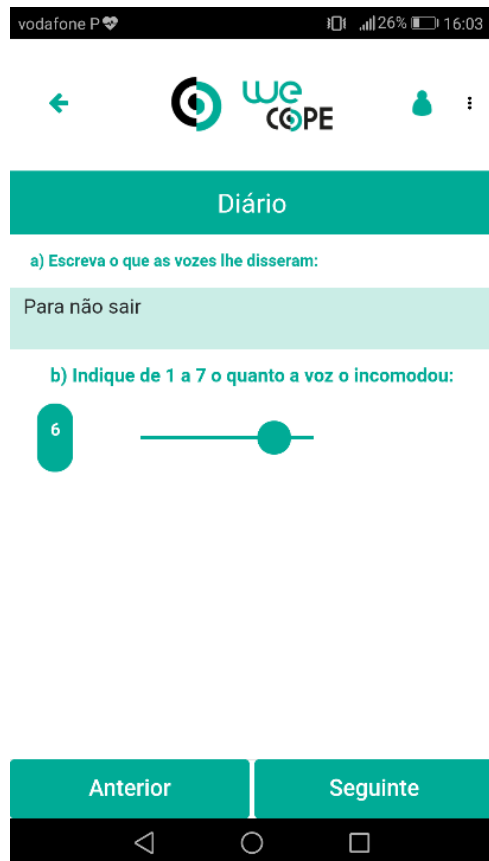 vodafone P 26% 16:03
we
COPE
Diário
a) Escreva o que as vozes lhe disseram:
Para não sair
b) Indique de 1 a 7 o quanto a voz o incomodou:
6
Anterior Seguinte